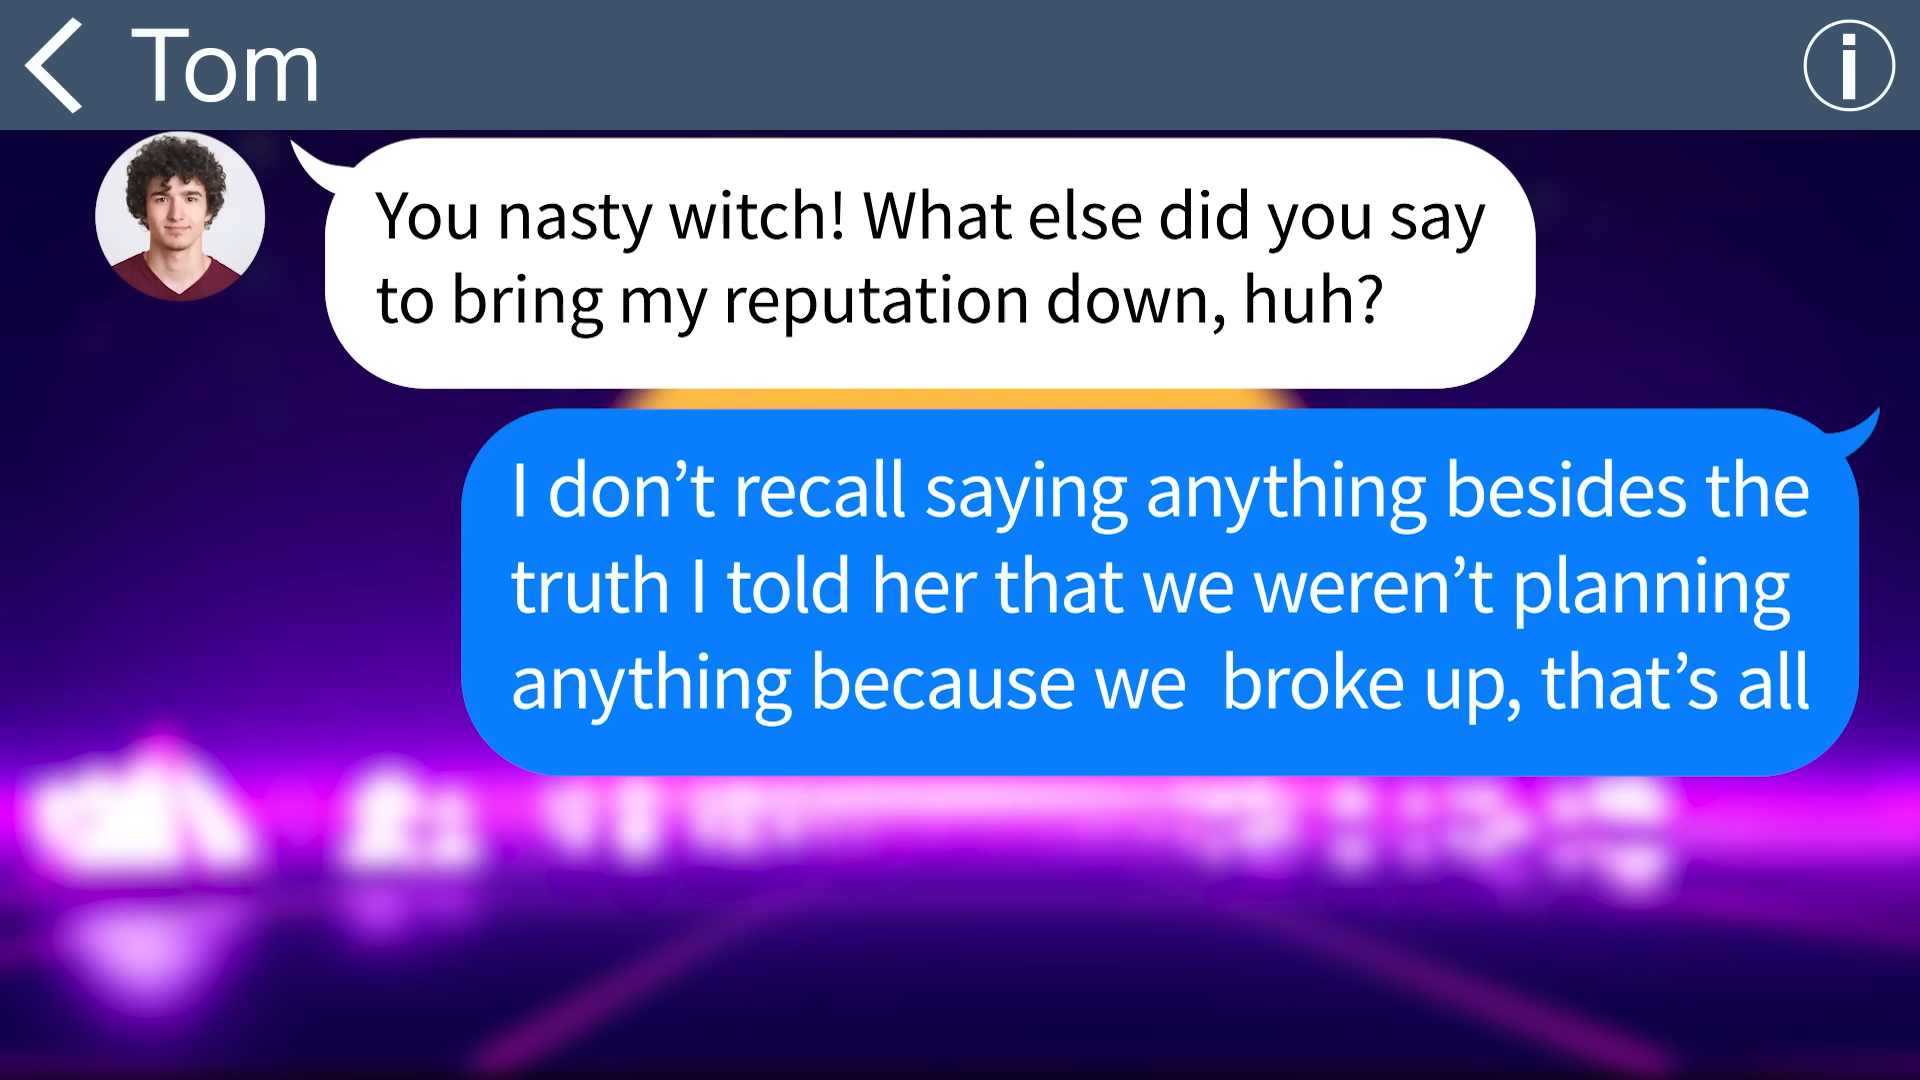 Tom
You nasty witch! What else did you say
to bring my reputation down, huh?
I don’t recall saying anything besides the
truth I told her that we weren’t planning
anything because we  broke up, that’s all